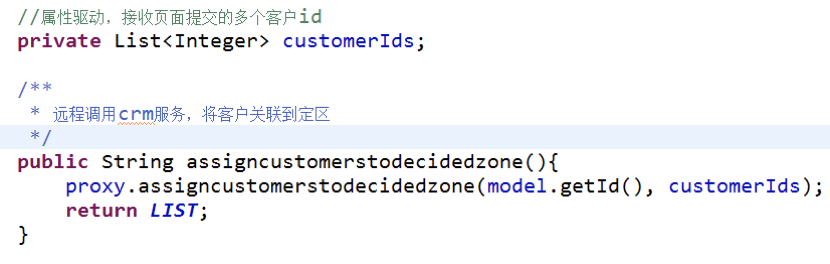 //属性驱动，接收页面提交的多个客户id
private List<Integer> customerIds;
/**
* 远程调用crm服务，将客户关联到定区
*/
public String assigncustomerstodecidedzone(){
proxy.assigncustomerstodecidedzone(model.getId(), customerIds);
return LIST;
}